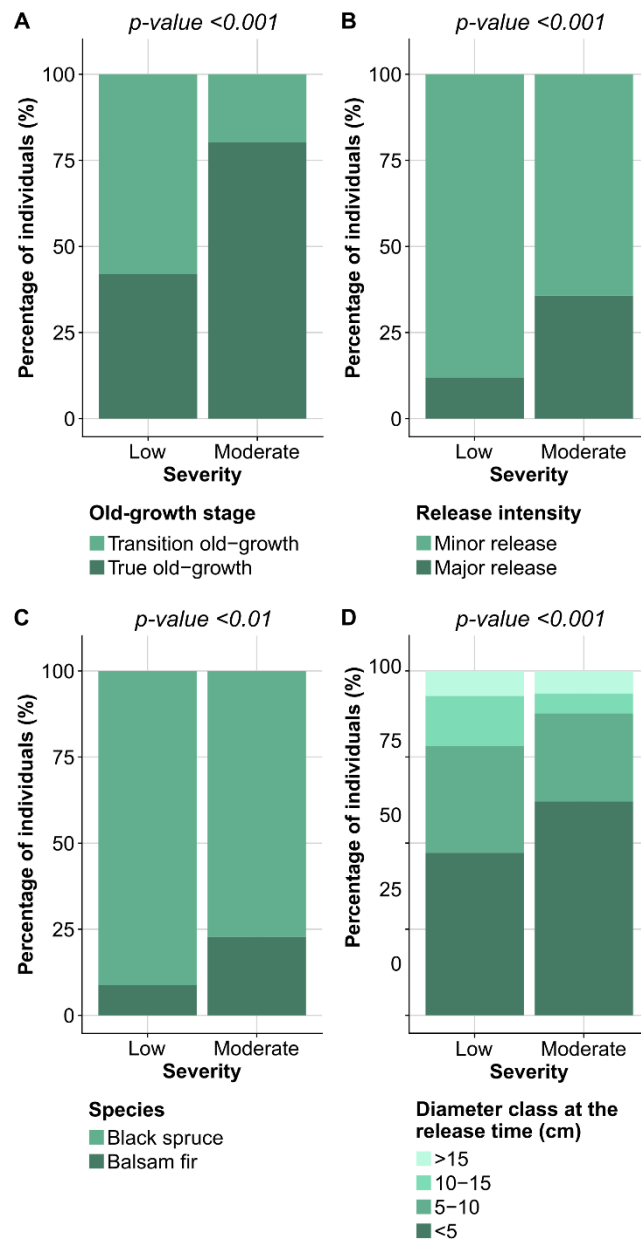 A
p-value <0.001
Percentage of individuals (%)
100
75
50
25
0
Low Moderate
Severity
Old−growth stage
Transition old−growth
True old−growth
B
p-value <0.001
Percentage of individuals (%)
100
75
50
25
0
Low Moderate
Severity
Release intensity
Minor release
Major release
C
p-value <0.01
Percentage of individuals (%)
100
75
50
25
0
Low Moderate
Severity
Species
Black spruce
Balsam fir
D
p-value <0.001
Percentage of individuals (%)
100
75
50
25
0
Low Moderate
Severity
Diameter class at the
release time (cm)
>15
10−15
5−10
<5